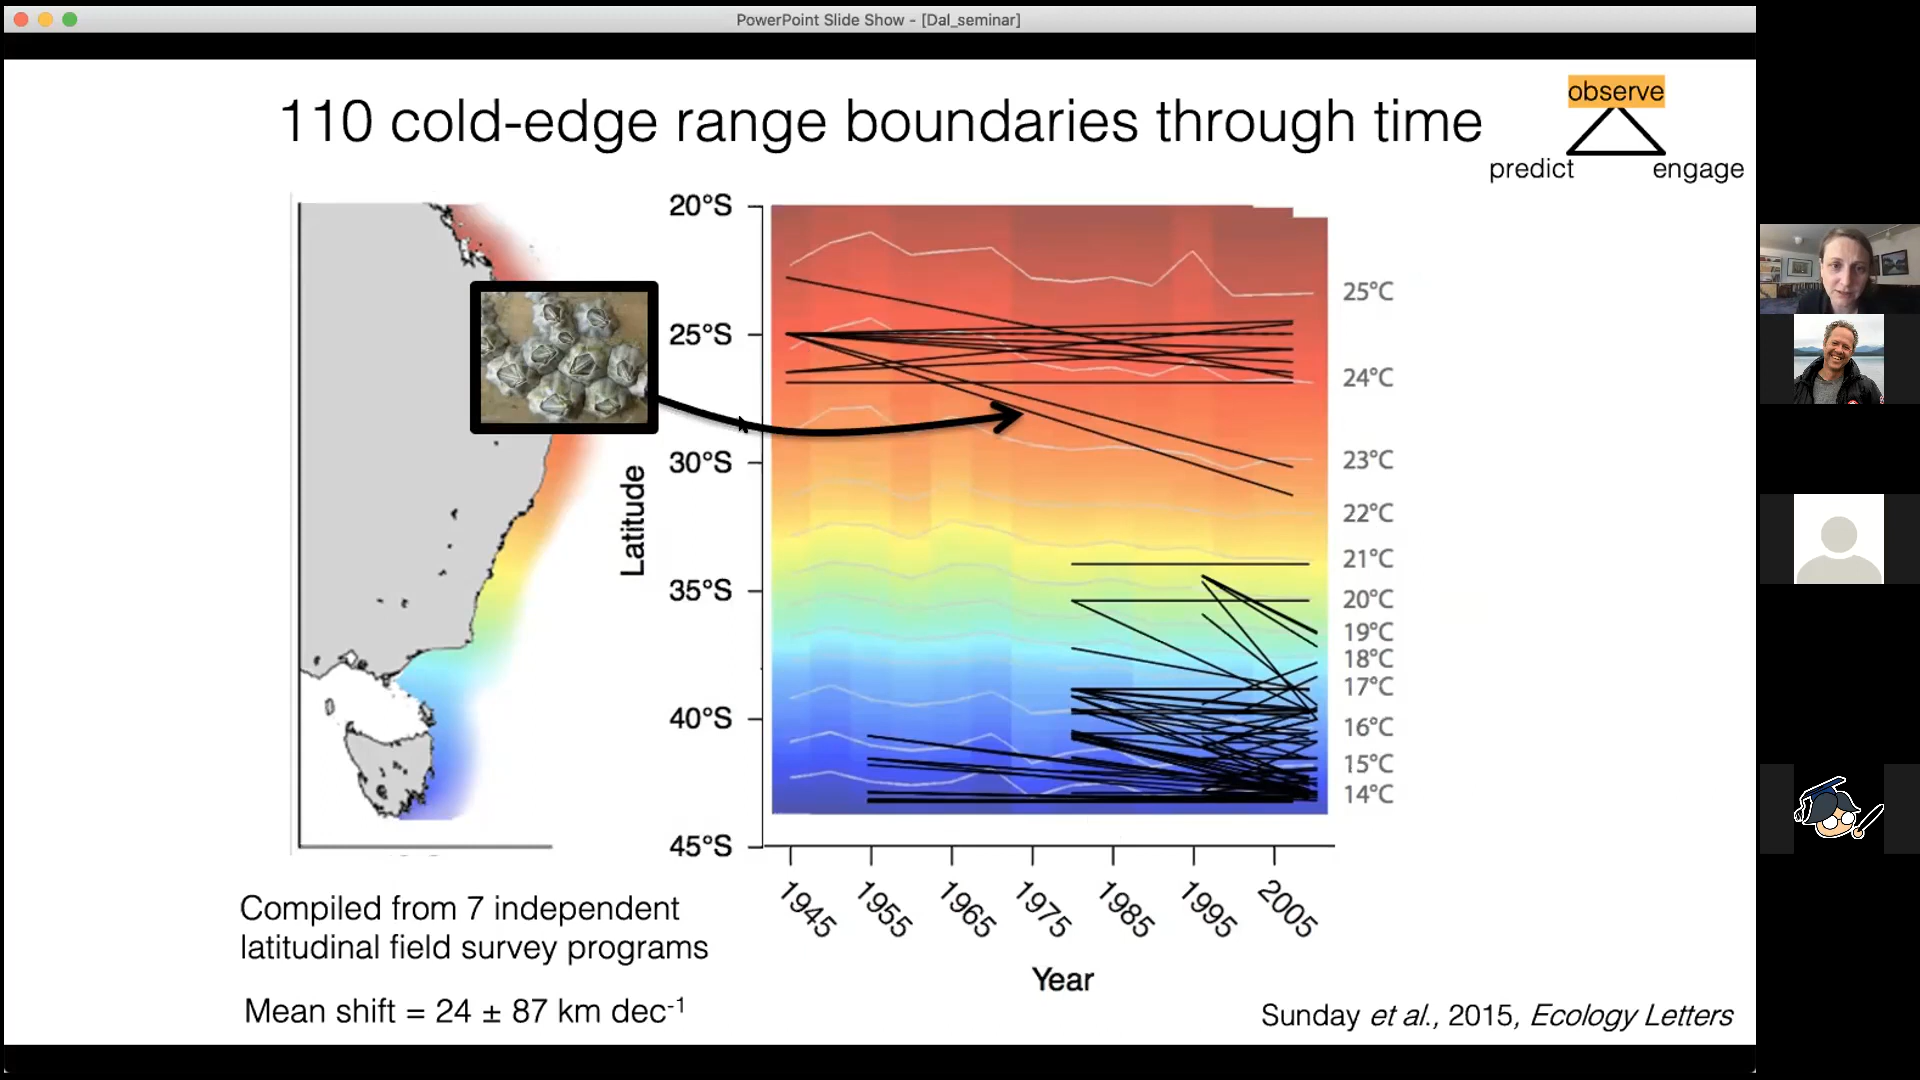 PowerPoint Slide Show - [Dal_seminar]
110 cold-edge range boundaries through time
observe
predict
engage
20°S
25°S
30°S
35°S
40°S
45°S
Latitude
25°C
24°C
23°C
22°C
21°C
20°C
19°C
18°C
17°C
16°C
15°C
14°C
1945
1955
1965
1975
1985
1995
2005
Year
Compiled from 7 independent
latitudinal field survey programs
Mean shift = 24 ± 87 km dec⁻¹
Sunday et al., 2015, Ecology Letters